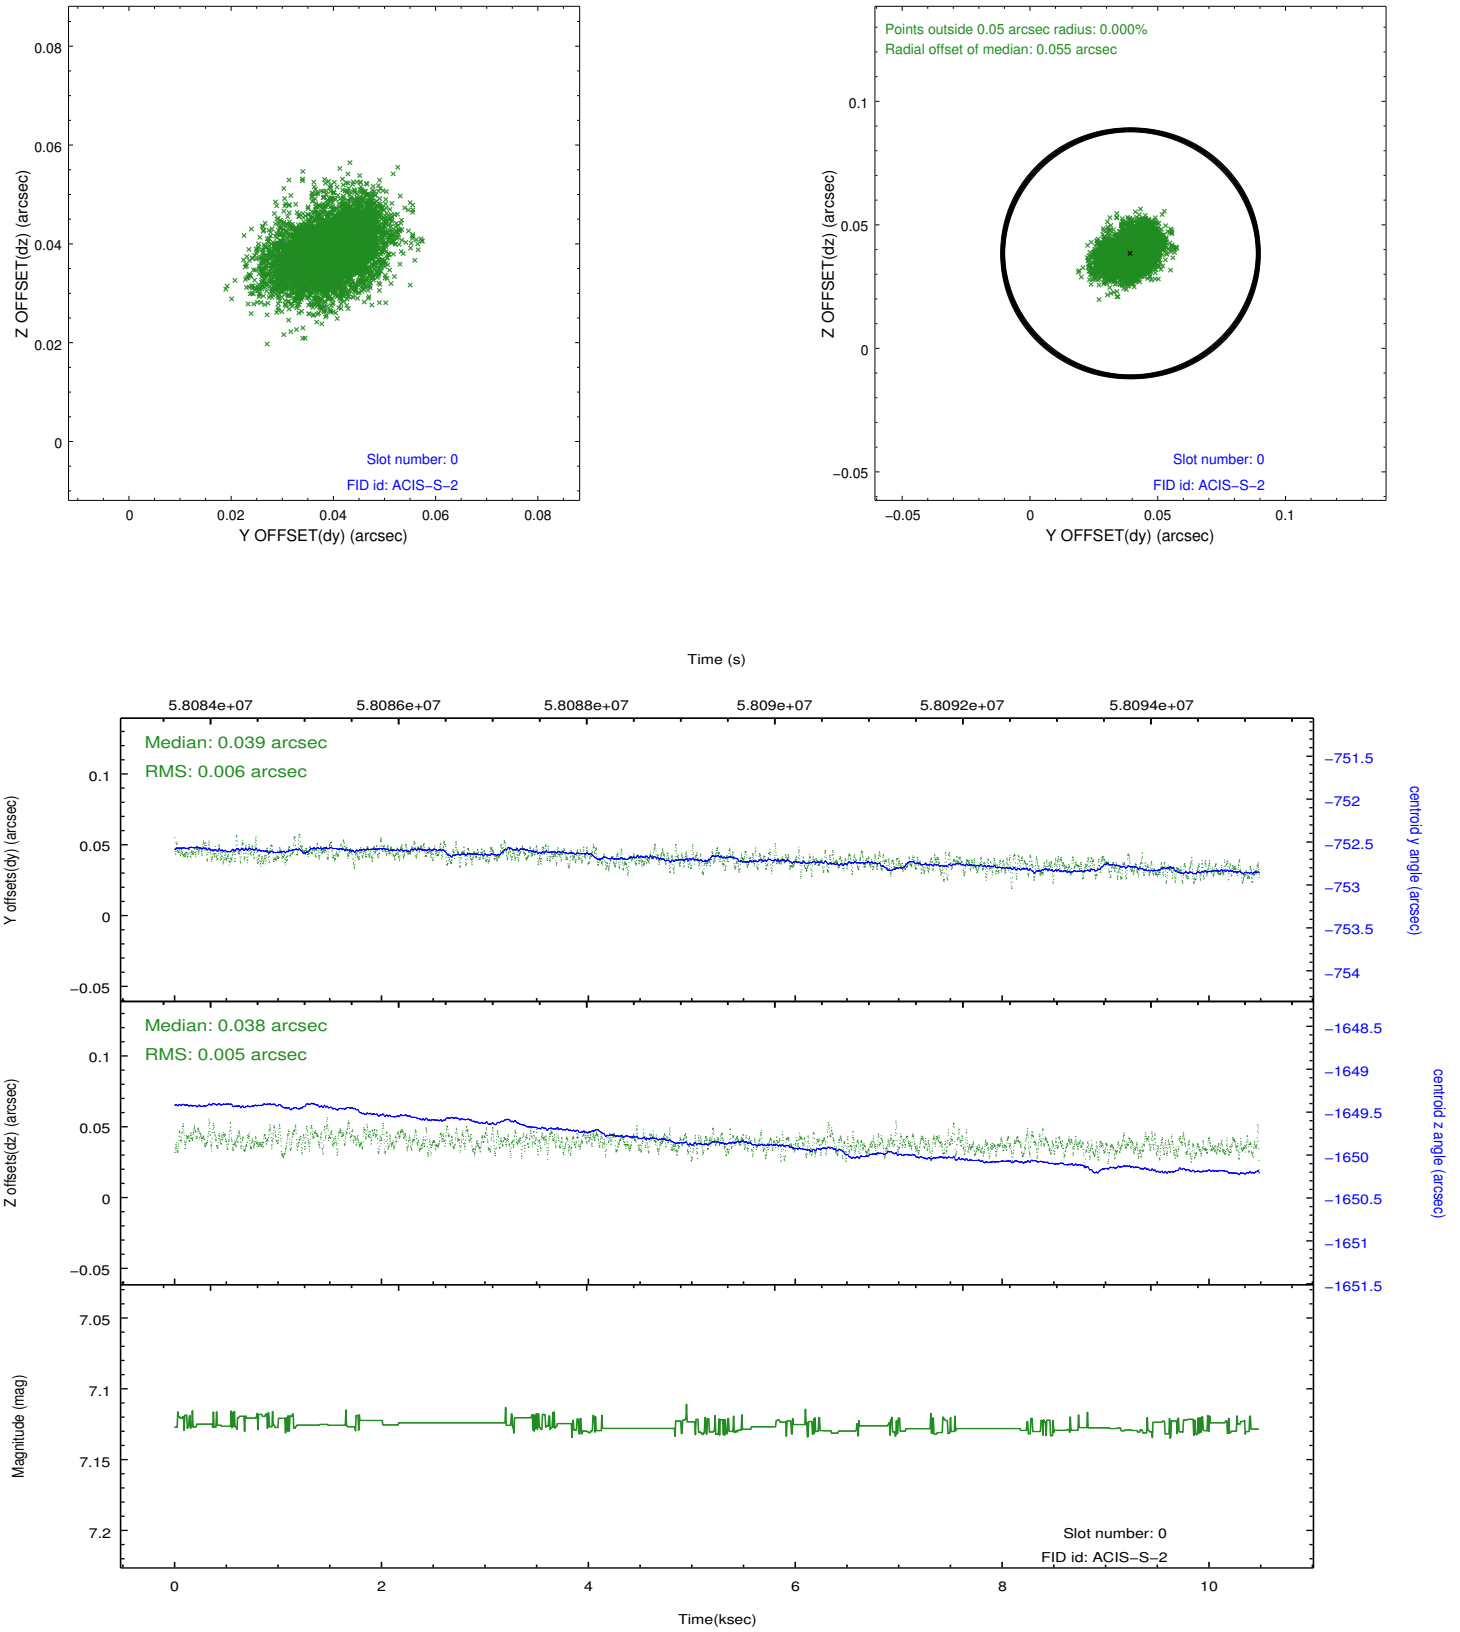 0.08
0.06
0.04
0.02
0
Z OFFSET(dz) (arcsec)
Slot number: 0
FID id: ACIS−S−2
0 0.02 0.04 0.06 0.08
Y OFFSET(dy) (arcsec)
Points outside 0.05 arcsec radius: 0.000%
Radial offset of median: 0.055 arcsec
0.1
0.05
0
−0.05
Z OFFSET(dz) (arcsec)
Slot number: 0
FID id: ACIS−S−2
−0.05 0 0.05 0.1
Y OFFSET(dy) (arcsec)
Time (s)
5.8084e+07 5.8086e+07 5.8088e+07 5.809e+07 5.8092e+07 5.8094e+07
Median: 0.039 arcsec
RMS: 0.006 arcsec
0.1
0.05
0
−0.05
Y offsets(dy) (arcsec)
−751.5
−752
−752.5
−753
−753.5
−754
centroid y angle (arcsec)
Median: 0.038 arcsec
RMS: 0.005 arcsec
0.1
0.05
0
−0.05
Z offsets(dz) (arcsec)
−1648.5
−1649
−1649.5
−1650
−1650.5
−1651
−1651.5
centroid z angle (arcsec)
7.05
7.1
7.15
7.2
Magnitude (mag)
Slot number: 0
FID id: ACIS−S−2
0 2 4 6 8 10
Time(ksec)